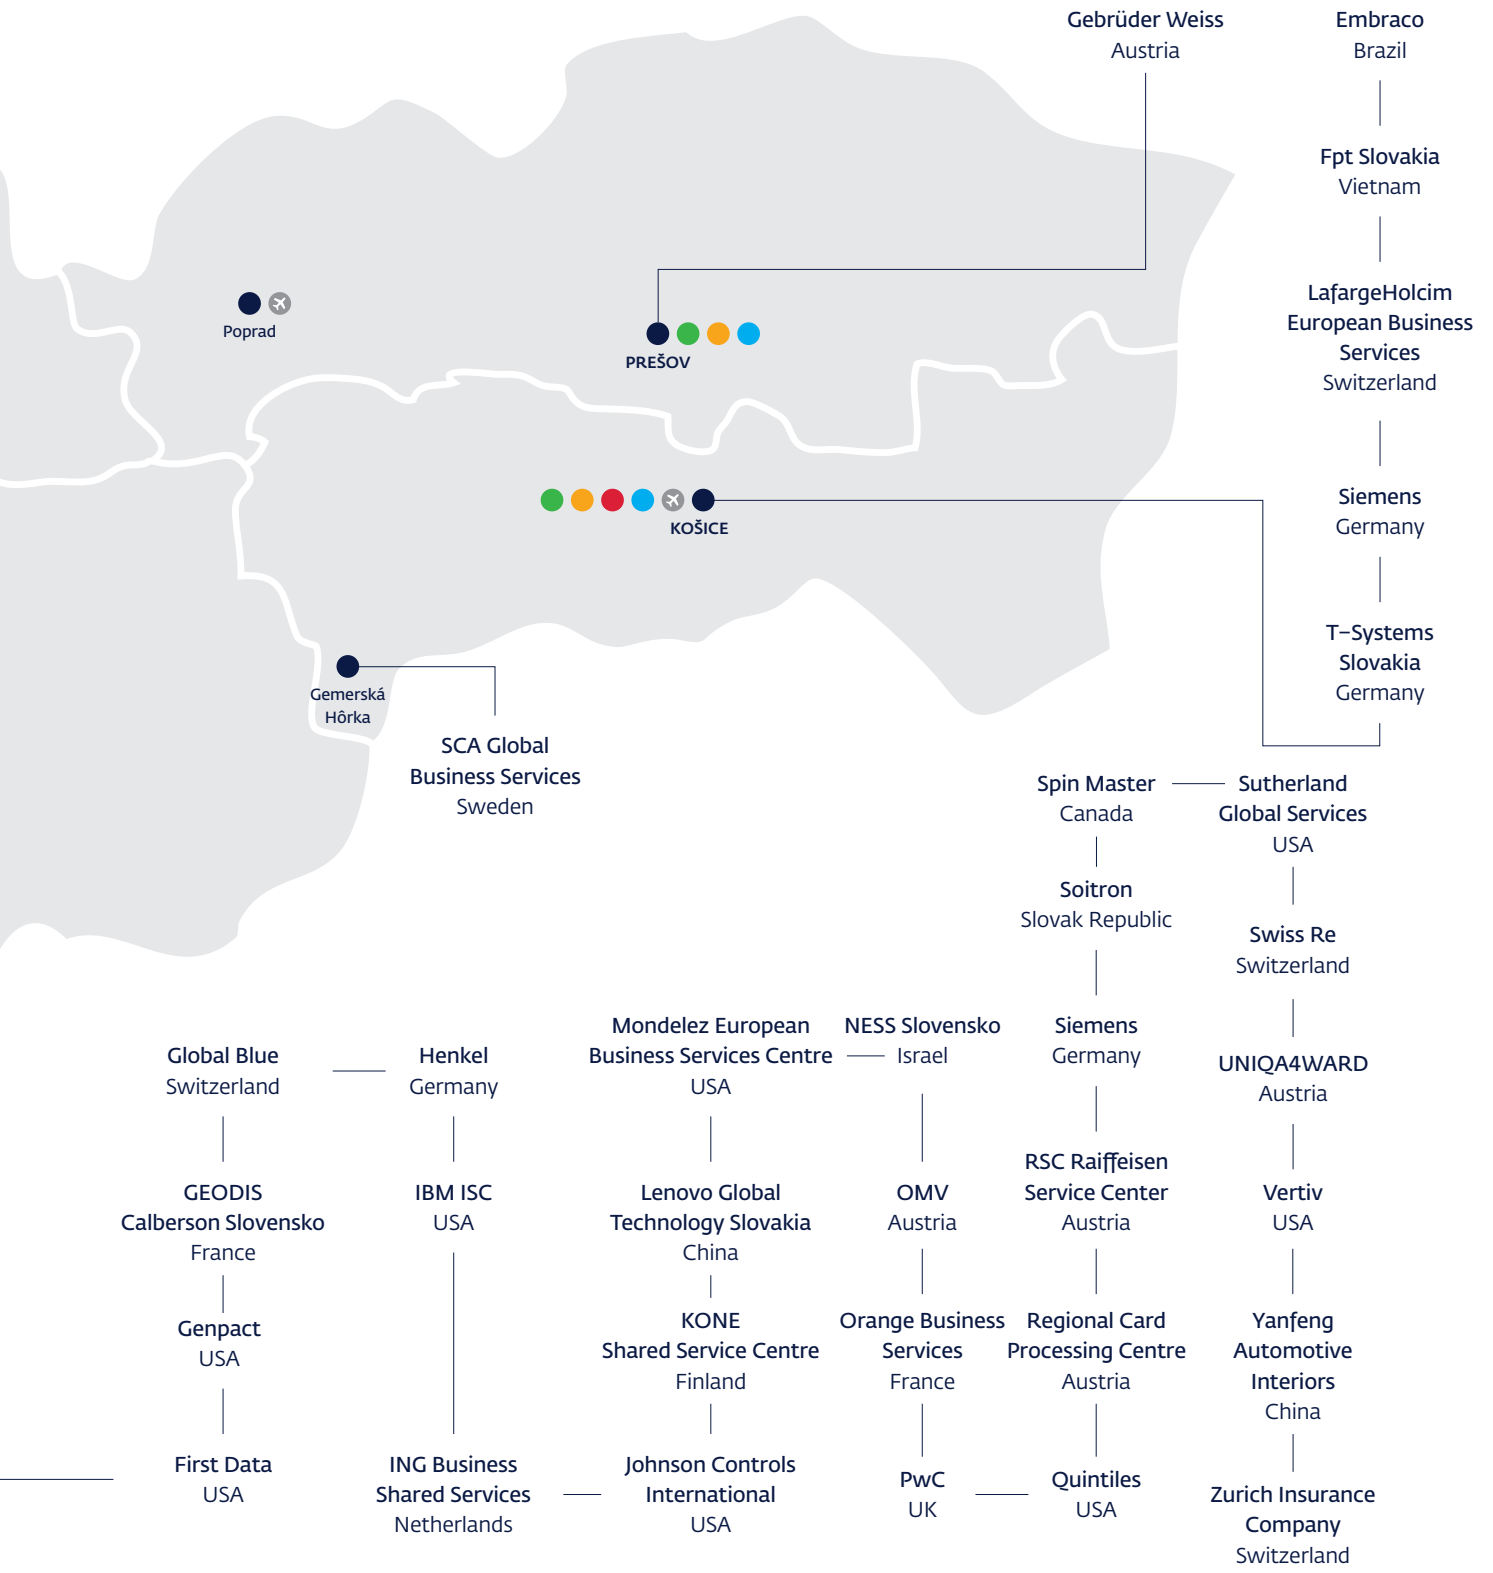 Gebrüder Weiss
Austria
Embraco
Brazil
Fpt Slovakia
Vietnam
LafargeHolcim
European Business
Services
Switzerland
Siemens
Germany
T–Systems
Slovakia
Germany
Poprad
PREŠOV
KOŠICE
Gemerská
Hôrka
SCA Global
Business Services
Sweden
Spin Master
Canada
Soitron
Slovak Republic
Siemens
Germany
RSC Raiffeisen
Service Center
Austria
Regional Card
Processing Centre
Austria
Quintiles
USA
Sutherland
Global Services
USA
Swiss Re
Switzerland
UNIQA4WARD
Austria
Vertiv
USA
Yanfeng
Automotive
Interiors
China
Zurich Insurance
Company
Switzerland
Global Blue
Switzerland
GEODIS
Calberson Slovensko
France
Genpact
USA
First Data
USA
Henkel
Germany
IBM ISC
USA
ING Business
Shared Services
Netherlands
Mondelez European
Business Services Centre
USA
Lenovo Global
Technology Slovakia
China
KONE
Shared Service Centre
Finland
Johnson Controls
International
USA
NESS Slovensko
Israel
OMV
Austria
Orange Business
Services
France
PwC
UK